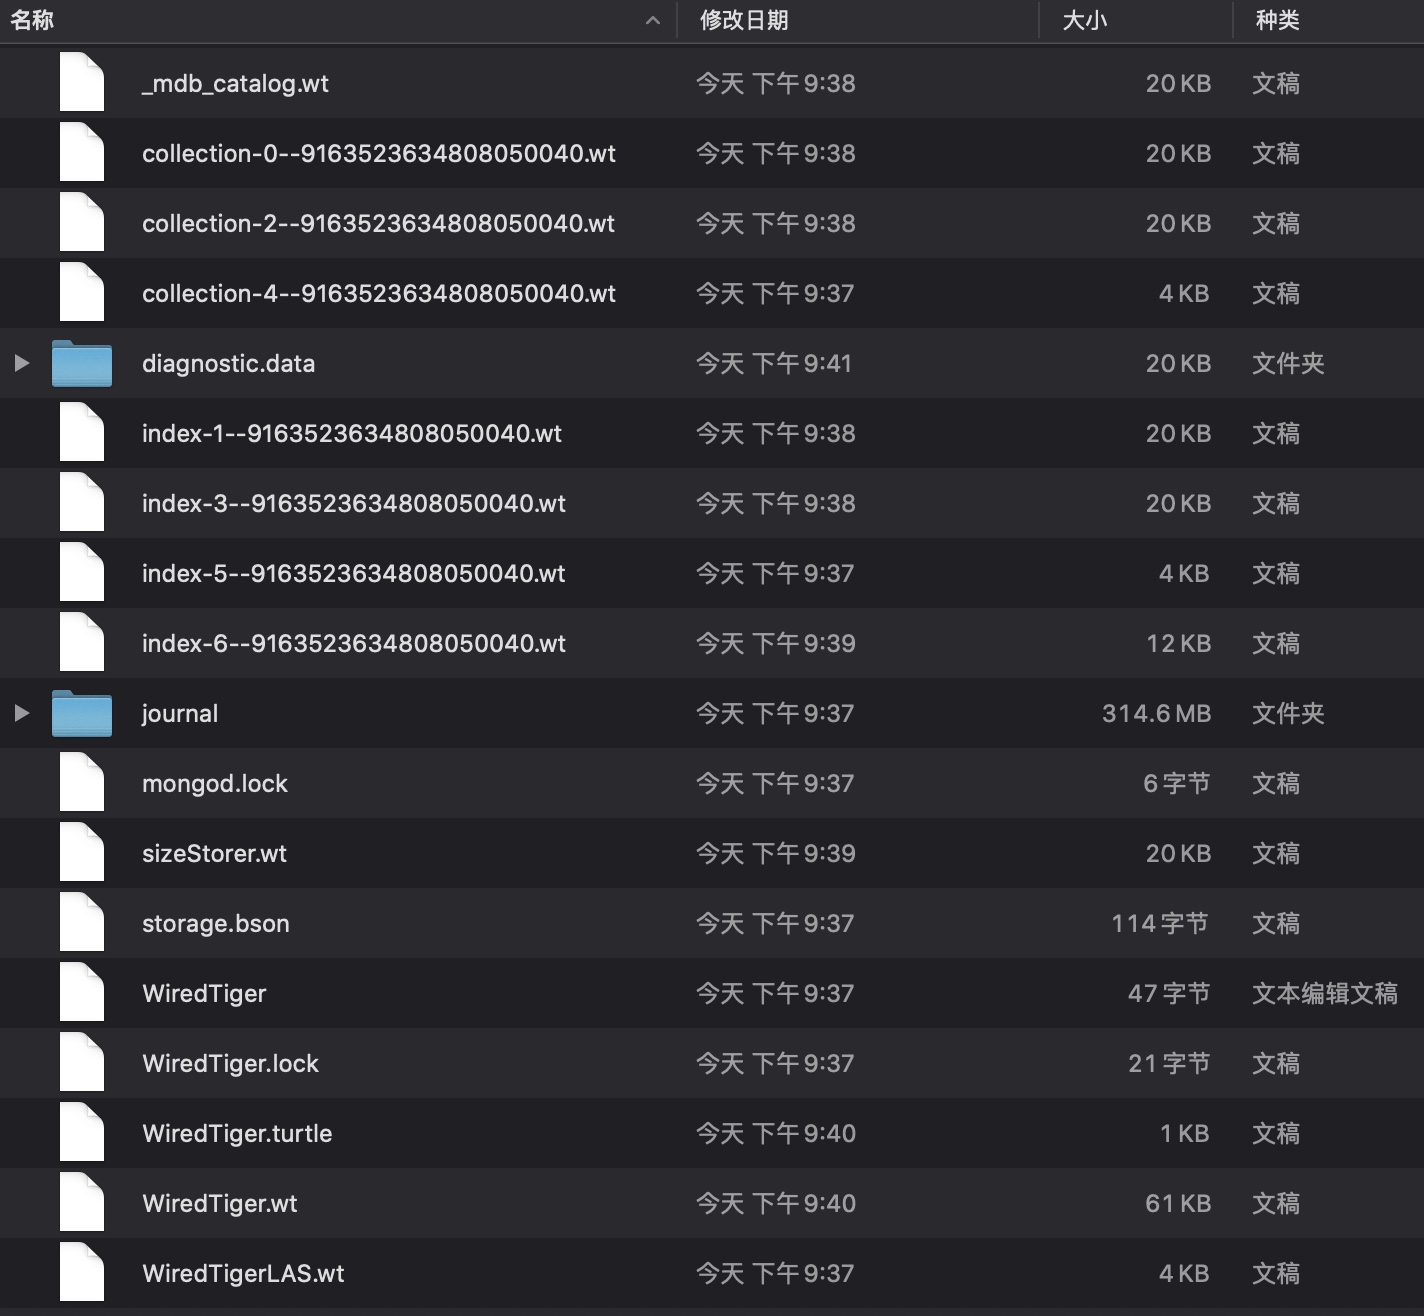 名称 修改日期 大小 种类
_mdb_catalog.wt 今天 下午9:38 20 KB 文稿
collection-0--9163523634808050040.wt 今天 下午9:38 20 KB 文稿
collection-2--9163523634808050040.wt 今天 下午9:38 20 KB 文稿
collection-4--9163523634808050040.wt 今天 下午9:37 4 KB 文稿
diagnostic.data 今天 下午9:41 20 KB 文件夹
index-1--9163523634808050040.wt 今天 下午9:38 20 KB 文稿
index-3--9163523634808050040.wt 今天 下午9:38 20 KB 文稿
index-5--9163523634808050040.wt 今天 下午9:37 4 KB 文稿
index-6--9163523634808050040.wt 今天 下午9:39 12 KB 文稿
journal 今天 下午9:37 314.6 MB 文件夹
mongod.lock 今天 下午9:37 6 字节 文稿
sizeStorer.wt 今天 下午9:39 20 KB 文稿
storage.bson 今天 下午9:37 114 字节 文稿
WiredTiger 今天 下午9:37 47 字节 文本编辑文稿
WiredTiger.lock 今天 下午9:37 21 字节 文稿
WiredTiger.turtle 今天 下午9:40 1 KB 文稿
WiredTiger.wt 今天 下午9:40 61 KB 文稿
WiredTigerLAS.wt 今天 下午9:37 4 KB 文稿